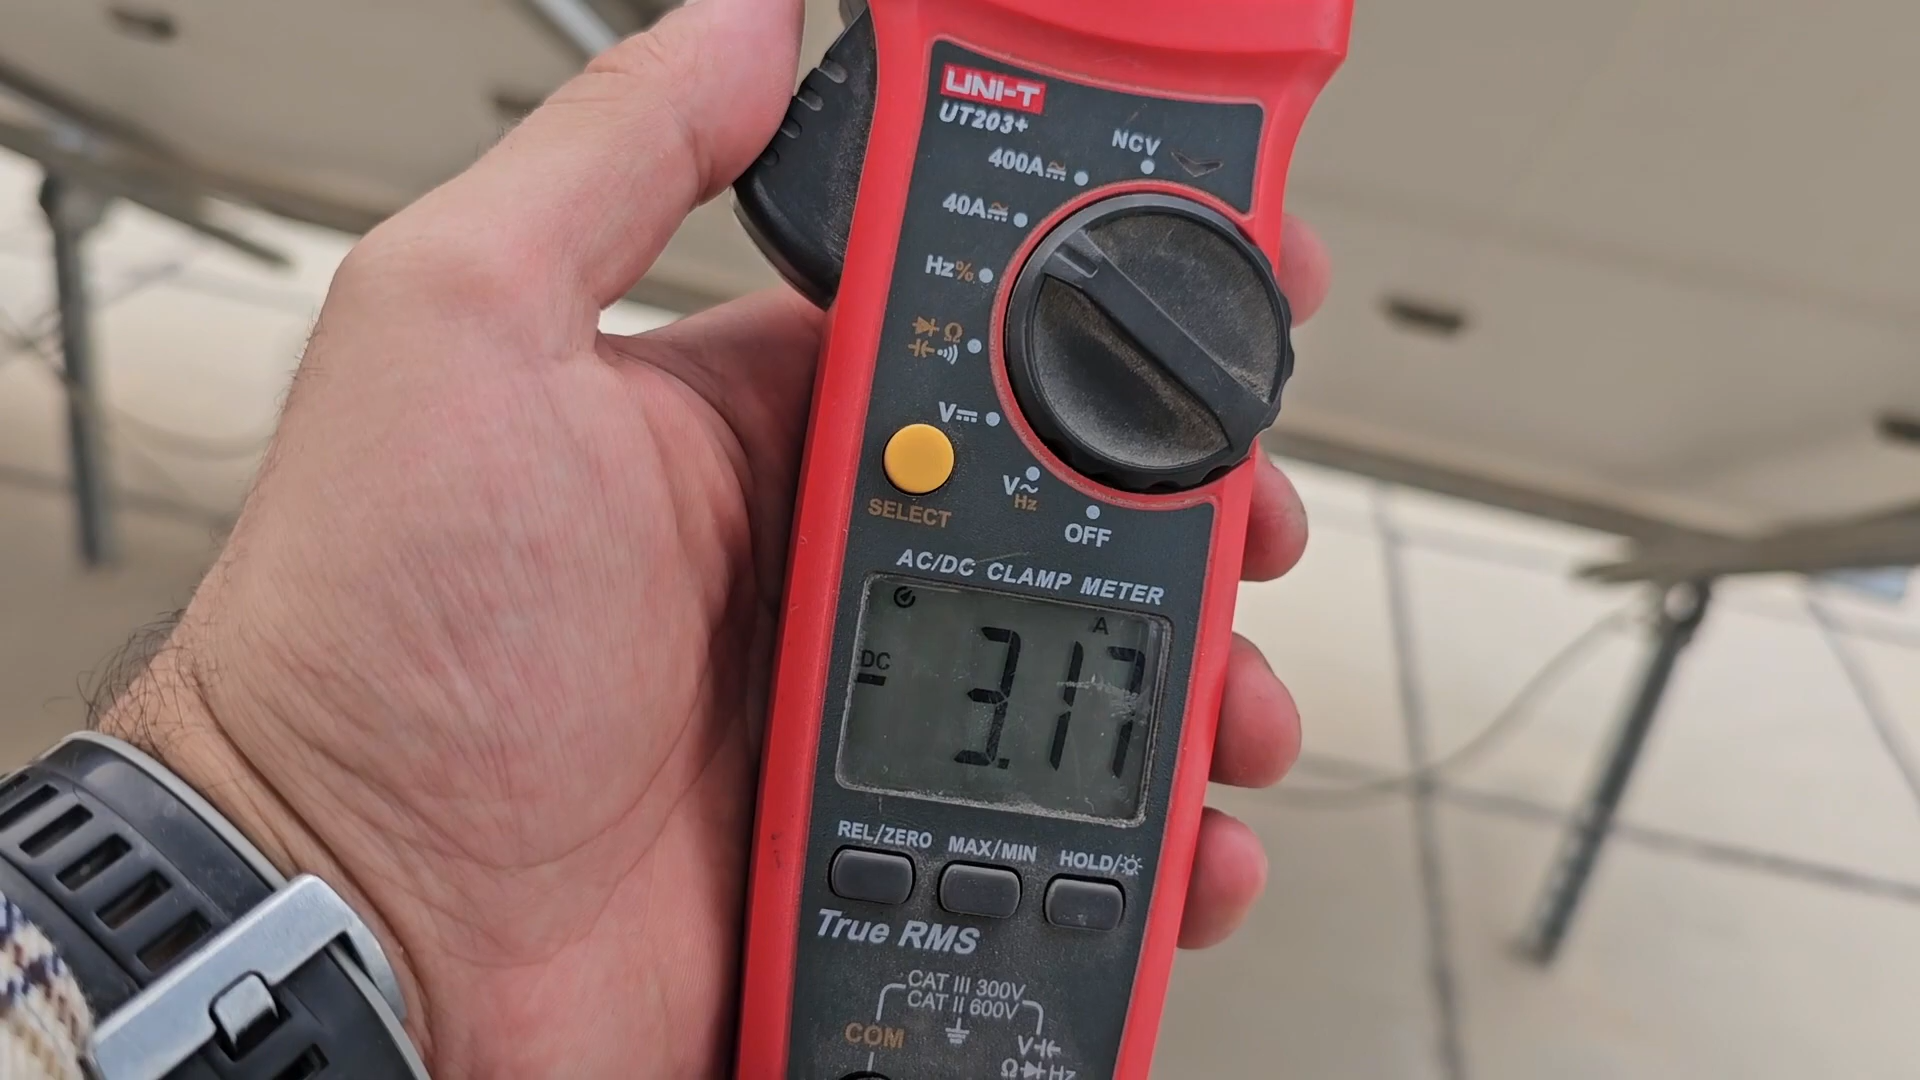 UNI-T
UT203+
NCV
400A
40A
Hz%
Ω
V
V~
Hz
OFF
SELECT
AC/DC CLAMP METER
A
DC
3.17
REL/ZERO MAX/MIN HOLD/
True RMS
CAT III 300V
CAT II 600V
COM
V
Ω Hz